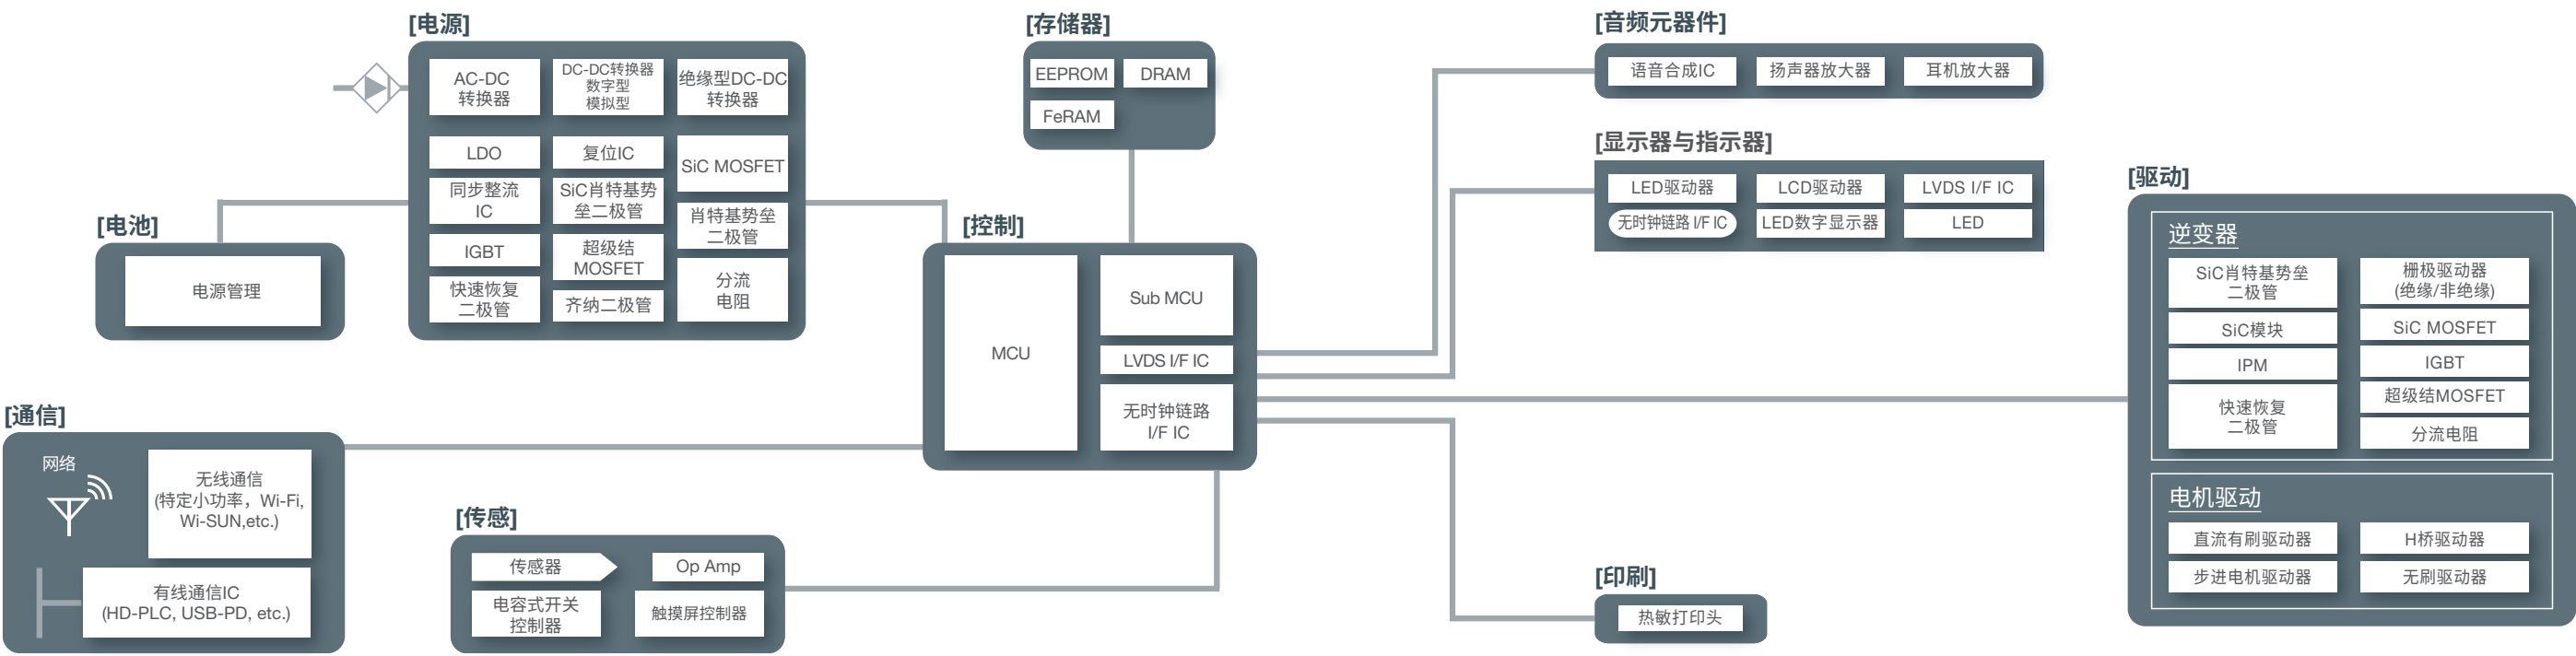 [电源]
AC-DC
转换器
DC-DC转换器
数字型
模拟型
绝缘型DC-DC
转换器
LDO
复位IC
SiC MOSFET
同步整流
IC
SiC肖特基势
垒二极管
肖特基势垒
二极管
IGBT
超级结
MOSFET
分流
电阻
快速恢复
二极管
齐纳二极管
[电池]
电源管理
[存储器]
EEPROM
DRAM
FeRAM
[控制]
MCU
Sub MCU
LVDS I/F IC
无时钟链路
I/F IC
[通信]
网络
无线通信
(特定小功率，Wi-Fi,
Wi-SUN,etc.)
有线通信IC
(HD-PLC, USB-PD, etc.)
[传感]
传感器
Op Amp
电容式开关
控制器
触摸屏控制器
[音频元器件]
语音合成IC
扬声器放大器
耳机放大器
[显示器与指示器]
LED驱动器
LCD驱动器
LVDS I/F IC
无时钟链路 I/F IC
LED数字显示器
LED
[印刷]
热敏打印头
[驱动]
逆变器
SiC肖特基势垒
二极管
栅极驱动器
(绝缘/非绝缘)
SiC模块
SiC MOSFET
IPM
IGBT
快速恢复
二极管
超级结MOSFET
分流电阻
电机驱动
直流有刷驱动器
H桥驱动器
步进电机驱动器
无刷驱动器